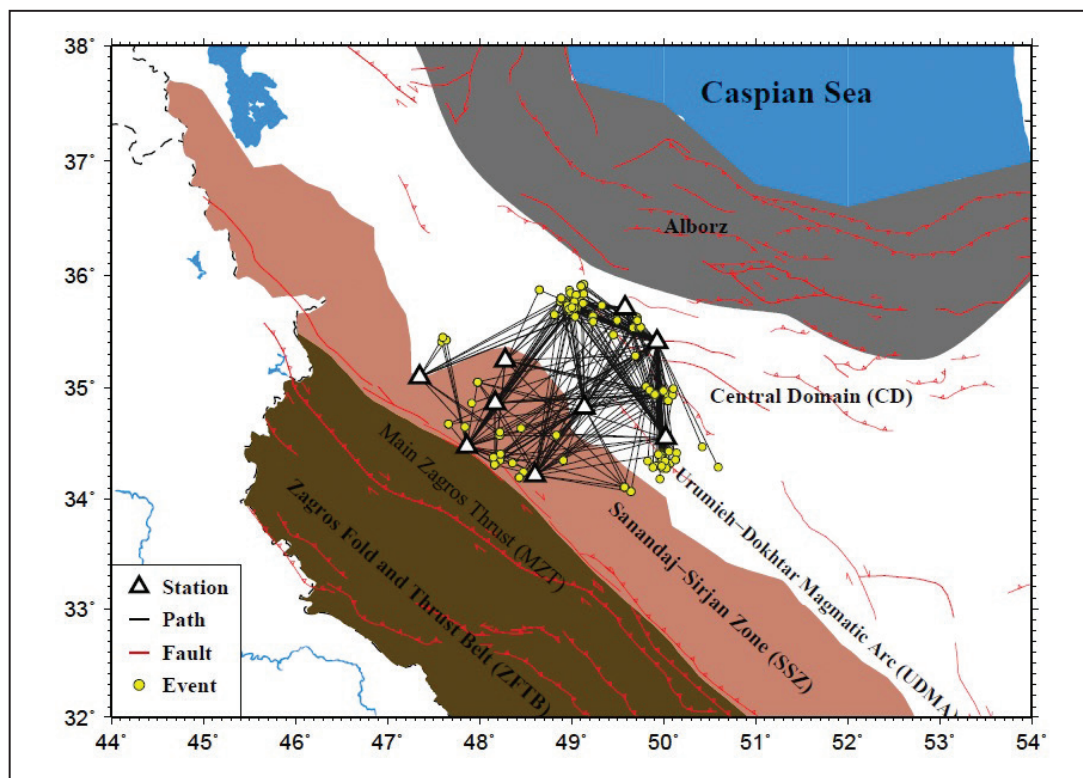 38°
37°
36°
35°
34°
33°
32°
44
45
46
47
48
49
50
51
52
53
54
Caspian Sea
Alborz
Central Domain (CD)
Urumieh–Dokhtar Magmatic Arc (UDMA)
Sanandaj–Sirjan Zone (SSZ)
Main Zagros Thrust (MZT)
Zagros Fold and Thrust Belt (ZFTB)
Station
Path
Fault
Event